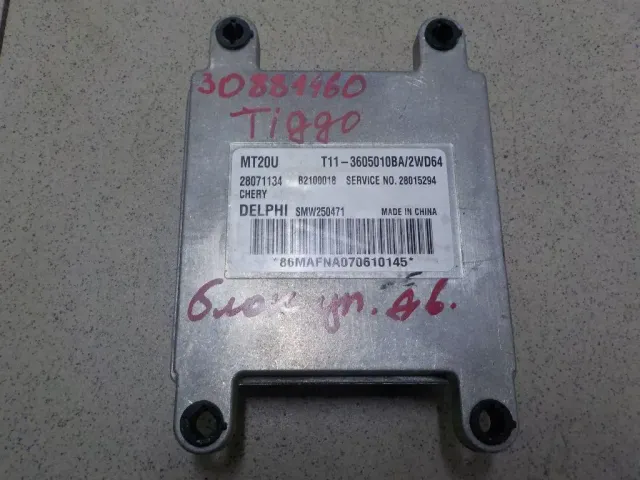 30881460
Tiggo
MT20U T11-3605010BA/2WD64
28071134 B2100018 SERVICE NO. 28015294
CHERY
DELPHI SMW250471 MADE IN CHINA
*86MAFNA070610145*
блок уп. дв.